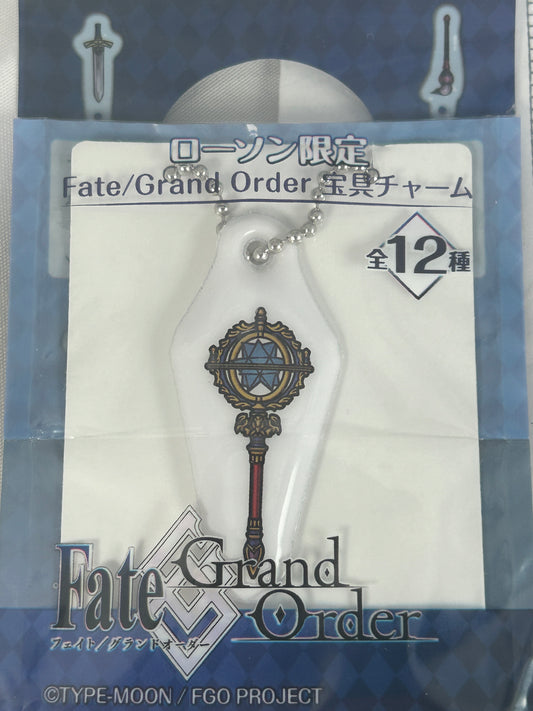 ローソン限定
Fate/Grand Order 宝具チャーム
全12種
Fate Grand Order
フェイト/グランドオーダー
©TYPE-MOON / FGO PROJECT